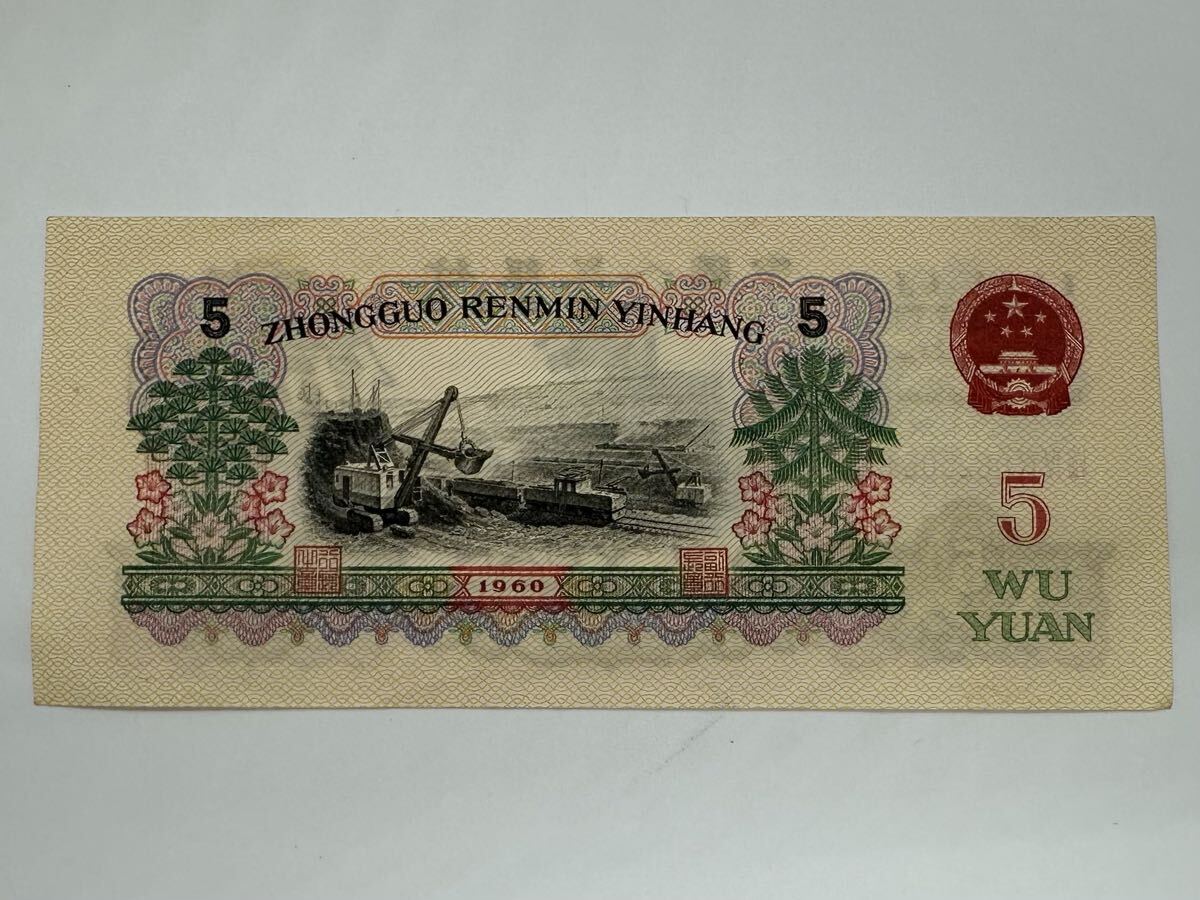 5 ZHONGGUO RENMIN YINHANG 5
5
WU
YUAN
1960